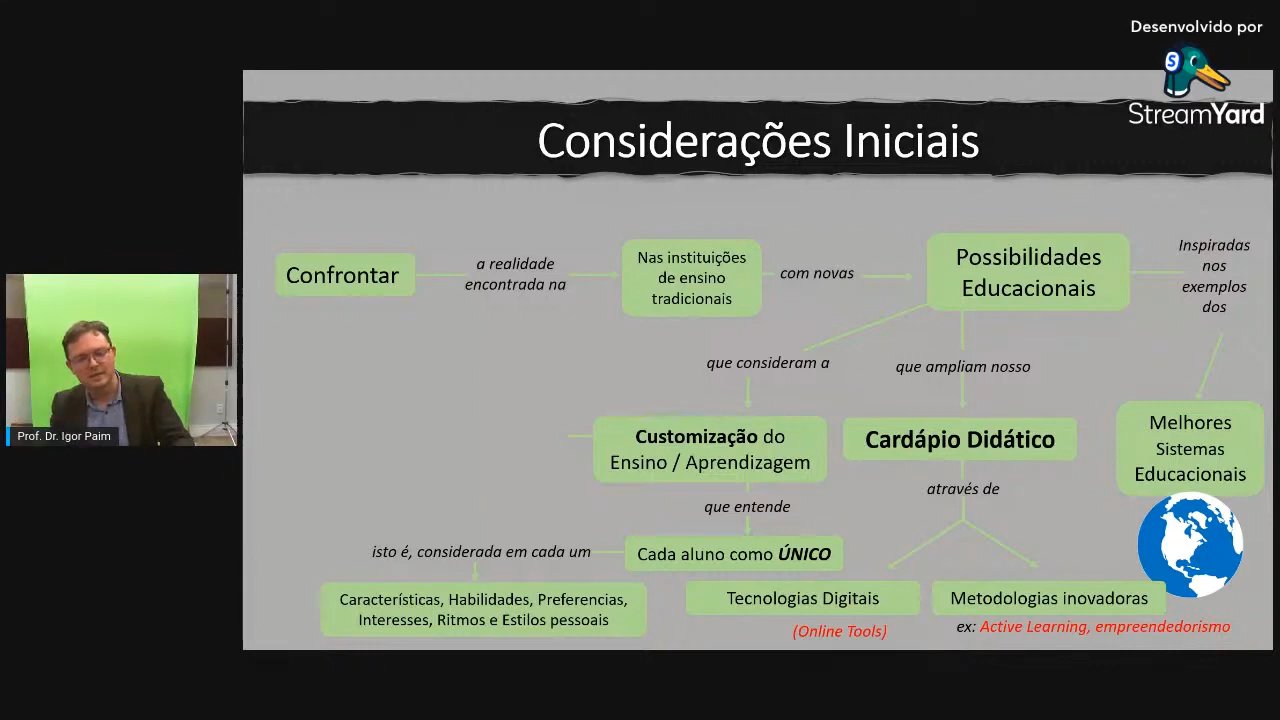 Desenvolvido por
S
StreamYard
Considerações Iniciais
Confrontar
a realidade
encontrada na
Nas instituições
de ensino
tradicionais
com novas
Possibilidades
Educacionais
Inspiradas
nos
exemplos
dos
que consideram a
que ampliam nosso
Customização do
Ensino / Aprendizagem
Cardápio Didático
Melhores
Sistemas
Educacionais
que entende
através de
isto é, considerada em cada um
Cada aluno como ÚNICO
Características, Habilidades, Preferencias,
Interesses, Ritmos e Estilos pessoais
Tecnologias Digitais
(Online Tools)
Metodologias inovadoras
ex: Active Learning, empreendedorismo
Prof. Dr. Igor Paim